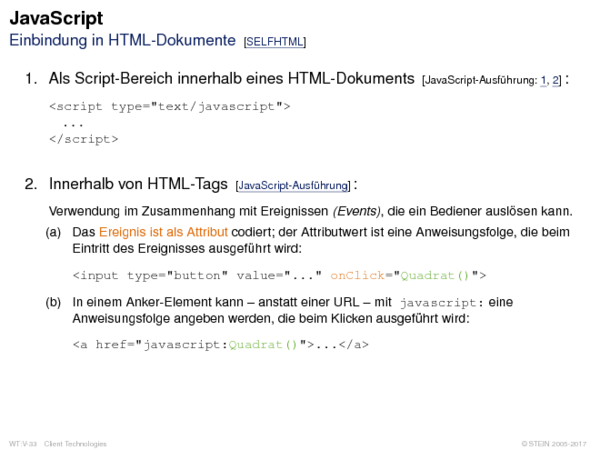 JavaScript
Einbindung in HTML-Dokumente [SELFHTML]
1. Als Script-Bereich innerhalb eines HTML-Dokuments [JavaScript-Ausführung: 1, 2] :
<script type="text/javascript">
...
</script>
2. Innerhalb von HTML-Tags [JavaScript-Ausführung] :
Verwendung im Zusammenhang mit Ereignissen (Events), die ein Bediener auslösen kann.
(a) Das Ereignis ist als Attribut codiert; der Attributwert ist eine Anweisungsfolge, die beim
Eintritt des Ereignisses ausgeführt wird:
<input type="button" value="..." onClick="Quadrat()">
(b) In einem Anker-Element kann – anstatt einer URL – mit javascript: eine
Anweisungsfolge angeben werden, die beim Klicken ausgeführt wird:
<a href="javascript:Quadrat()">...</a>
WT:V-33 Client Technologies © STEIN 2005-2017